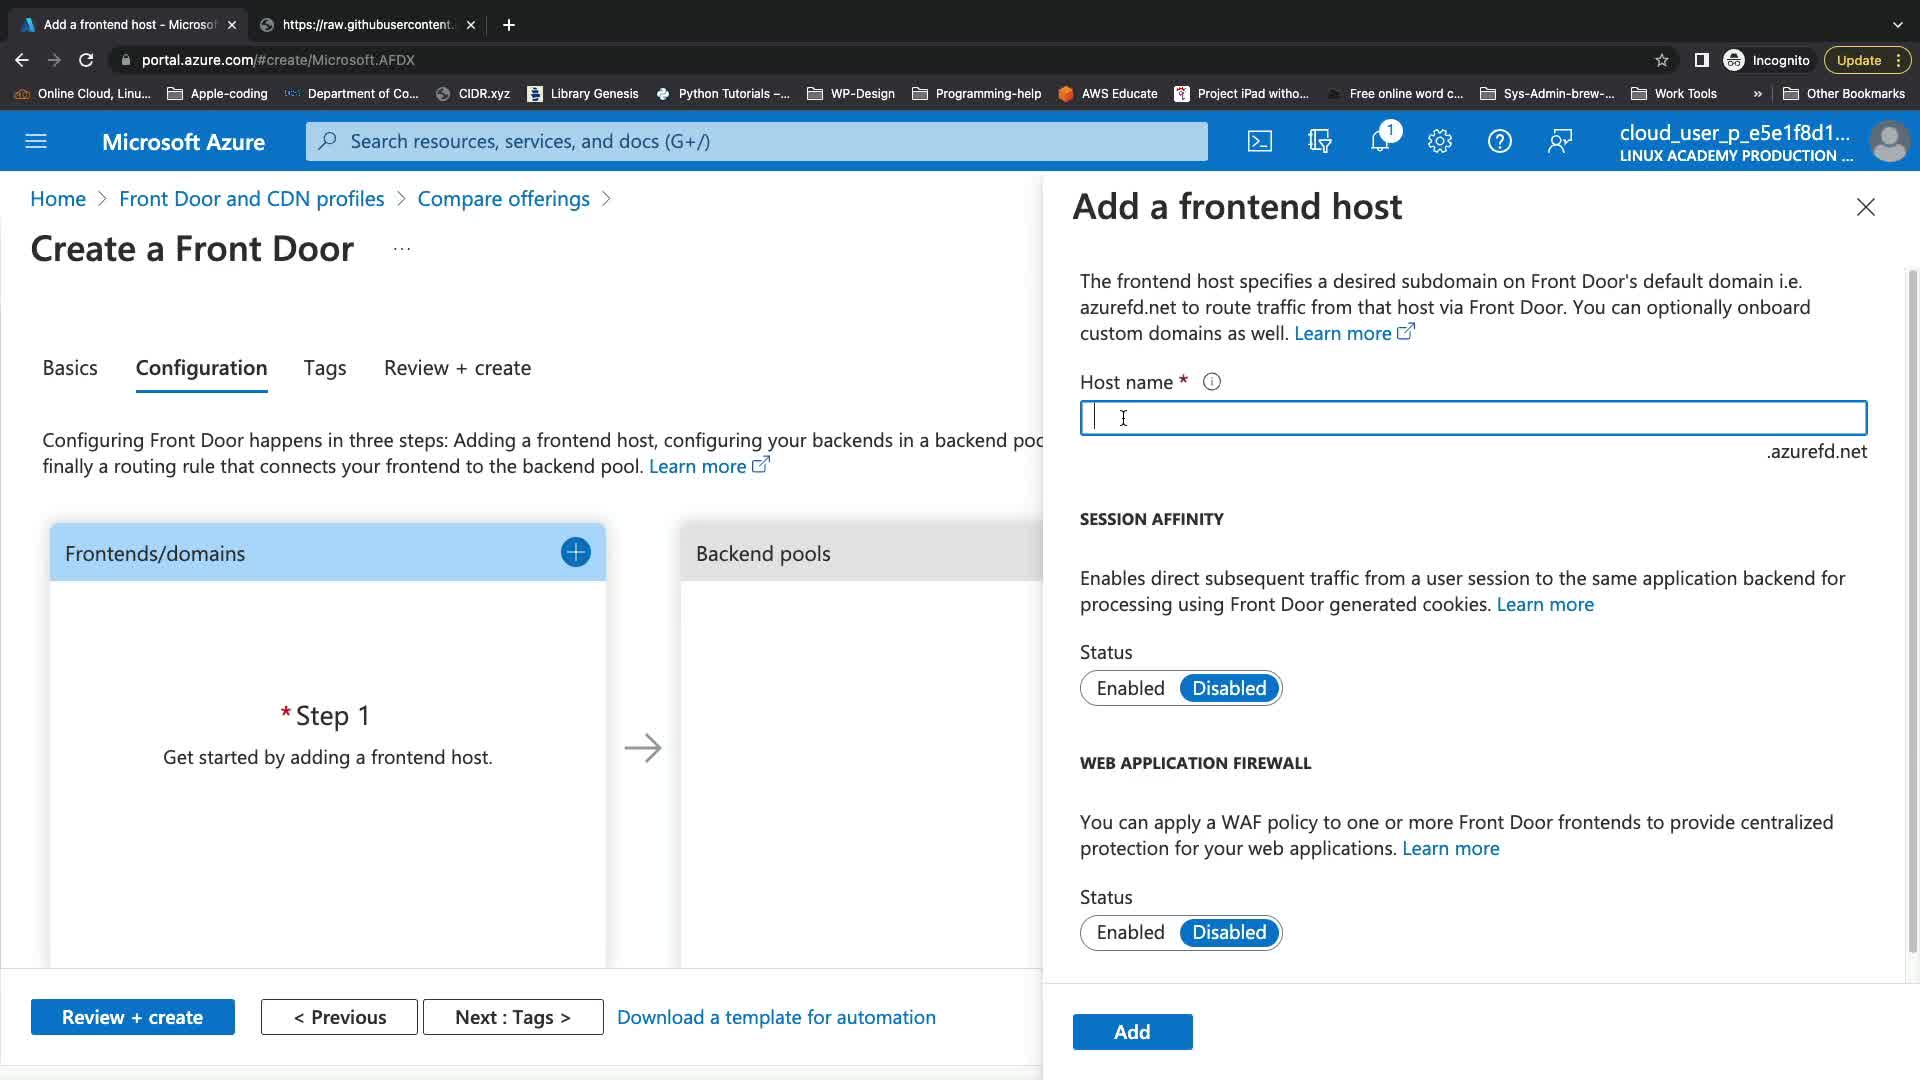 Add a frontend host - Microsof
https://raw.githubusercontent.
portal.azure.com/#create/Microsoft.AFDX
Incognito
Update
Online Cloud, Linu...
Apple-coding
Department of Co...
CIDR.xyz
Library Genesis
Python Tutorials –...
WP-Design
Programming-help
AWS Educate
Project iPad witho...
Free online word c...
Sys-Admin-brew-...
Work Tools
»
Other Bookmarks
Microsoft Azure
Search resources, services, and docs (G+/)
1
cloud_user_p_e5e1f8d1...
LINUX ACADEMY PRODUCTION ...
Home > Front Door and CDN profiles > Compare offerings >
Create a Front Door ...
Basics
Configuration
Tags
Review + create
Configuring Front Door happens in three steps: Adding a frontend host, configuring your backends in a backend poo
finally a routing rule that connects your frontend to the backend pool. Learn more
Frontends/domains
* Step 1
Get started by adding a frontend host.
Backend pools
Review + create
< Previous
Next : Tags >
Download a template for automation
Add a frontend host
The frontend host specifies a desired subdomain on Front Door's default domain i.e.
azurefd.net to route traffic from that host via Front Door. You can optionally onboard
custom domains as well. Learn more
Host name *
.azurefd.net
SESSION AFFINITY
Enables direct subsequent traffic from a user session to the same application backend for
processing using Front Door generated cookies. Learn more
Status
Enabled Disabled
WEB APPLICATION FIREWALL
You can apply a WAF policy to one or more Front Door frontends to provide centralized
protection for your web applications. Learn more
Status
Enabled Disabled
Add